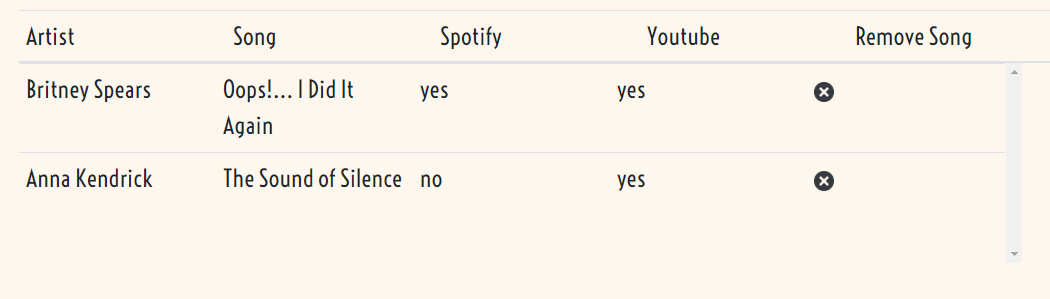 Artist Song Spotify Youtube Remove Song
Britney Spears Oops!... I Did It yes yes
Again
Anna Kendrick The Sound of Silence no yes